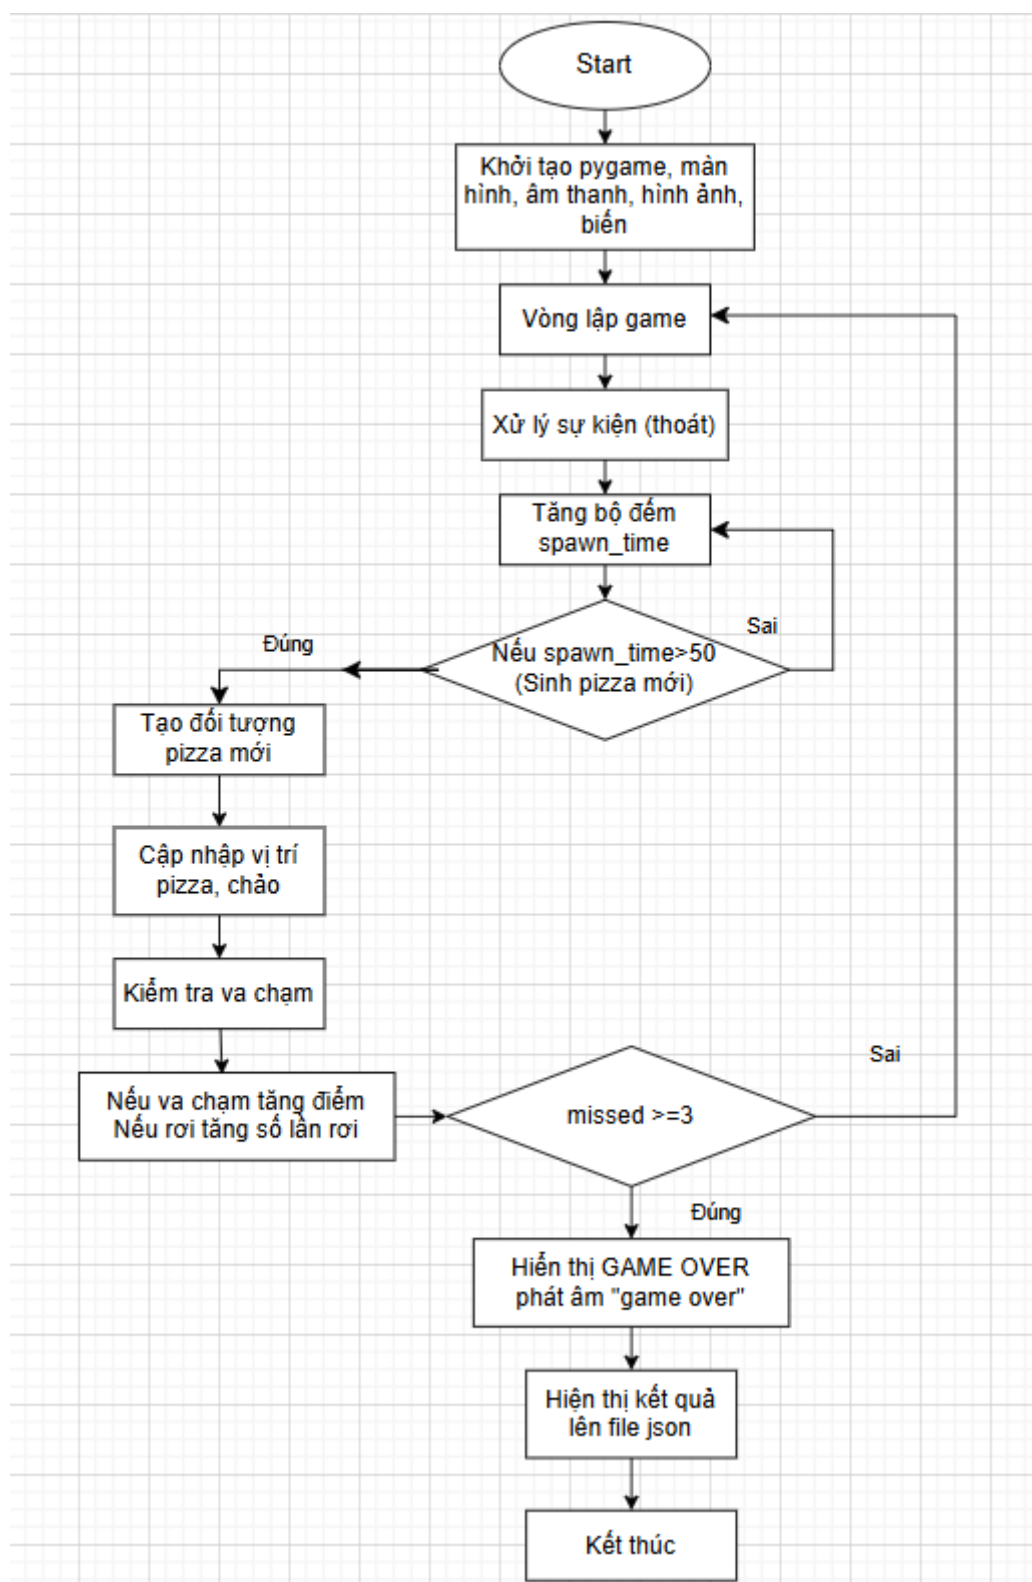 Start
Khởi tạo pygame, màn
hình, âm thanh, hình ảnh,
biến
Vòng lập game
Xử lý sự kiện (thoát)
Tăng bộ đếm
spawn_time
Sai
Đúng
Nếu spawn_time>50
(Sinh pizza mới)
Tạo đối tượng
pizza mới
Cập nhập vị trí
pizza, chảo
Kiểm tra va chạm
Nếu va chạm tăng điểm
Nếu rơi tăng số lần rơi
missed >=3
Sai
Đúng
Hiển thị GAME OVER
phát âm "game over"
Hiện thị kết quả
lên file json
Kết thúc